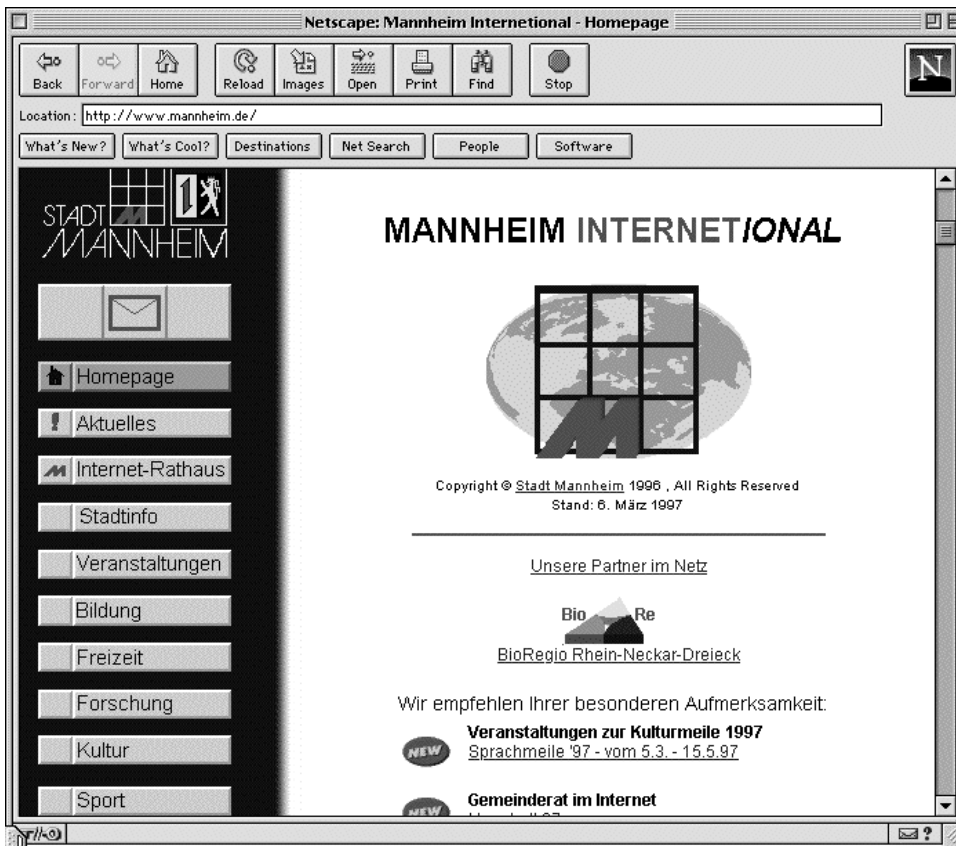 Netscape: Mannheim Internetional - Homepage
Back Forward Home Reload Images Open Print Find Stop
N
Location: http://www.mannheim.de/
What's New? What's Cool? Destinations Net Search People Software
STADT
MANNHEIM
MANNHEIM INTERNETIONAL
Homepage
Aktuelles
Internet-Rathaus
Stadtinfo
Veranstaltungen
Bildung
Freizeit
Forschung
Kultur
Sport
M
Copyright © Stadt Mannheim 1996 , All Rights Reserved
Stand: 6. März 1997
Unsere Partner im Netz
Bio Re
BioRegio Rhein-Neckar-Dreieck
Wir empfehlen Ihrer besonderen Aufmerksamkeit:
NEW
Veranstaltungen zur Kulturmeile 1997
Sprachmeile '97 - vom 5.3. - 15.5.97
NEW
Gemeinderat im Internet